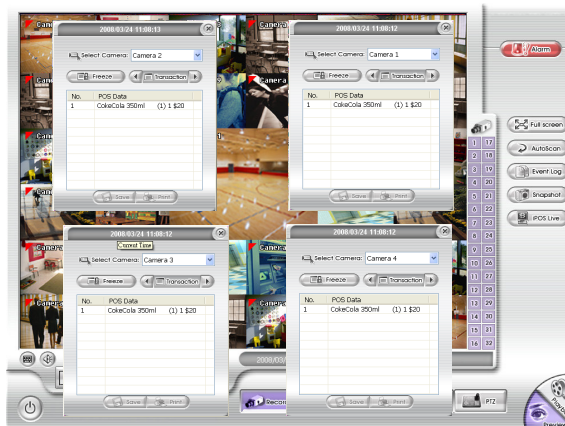 2008/03/24 11:08:13
Select Camera: Camera 2
Freeze
Transaction
No. POS Data
1 CokeCola 350ml (1) 1 $20
Save Print
2008/03/24 11:08:12
Select Camera: Camera 1
Freeze
Transaction
No. POS Data
1 CokeCola 350ml (1) 1 $20
Save Print
2008/03/24 11:08:12
Current Time
Select Camera: Camera 3
Freeze
Transaction
No. POS Data
1 CokeCola 350ml (1) 1 $20
Save Print
2008/03/24 11:08:12
Select Camera: Camera 4
Freeze
Transaction
No. POS Data
1 CokeCola 350ml (1) 1 $20
Save Print
Camera
Alarm
Full screen
AutoScan
Event Log
Snapshot
iPOS Live
1 17
2 18
3 19
4 20
5 21
6 22
7 23
8 24
9 25
10 26
11 27
12 28
13 29
14 30
15 31
16 32
2008/03/
Record
PTZ
Playba
Preview